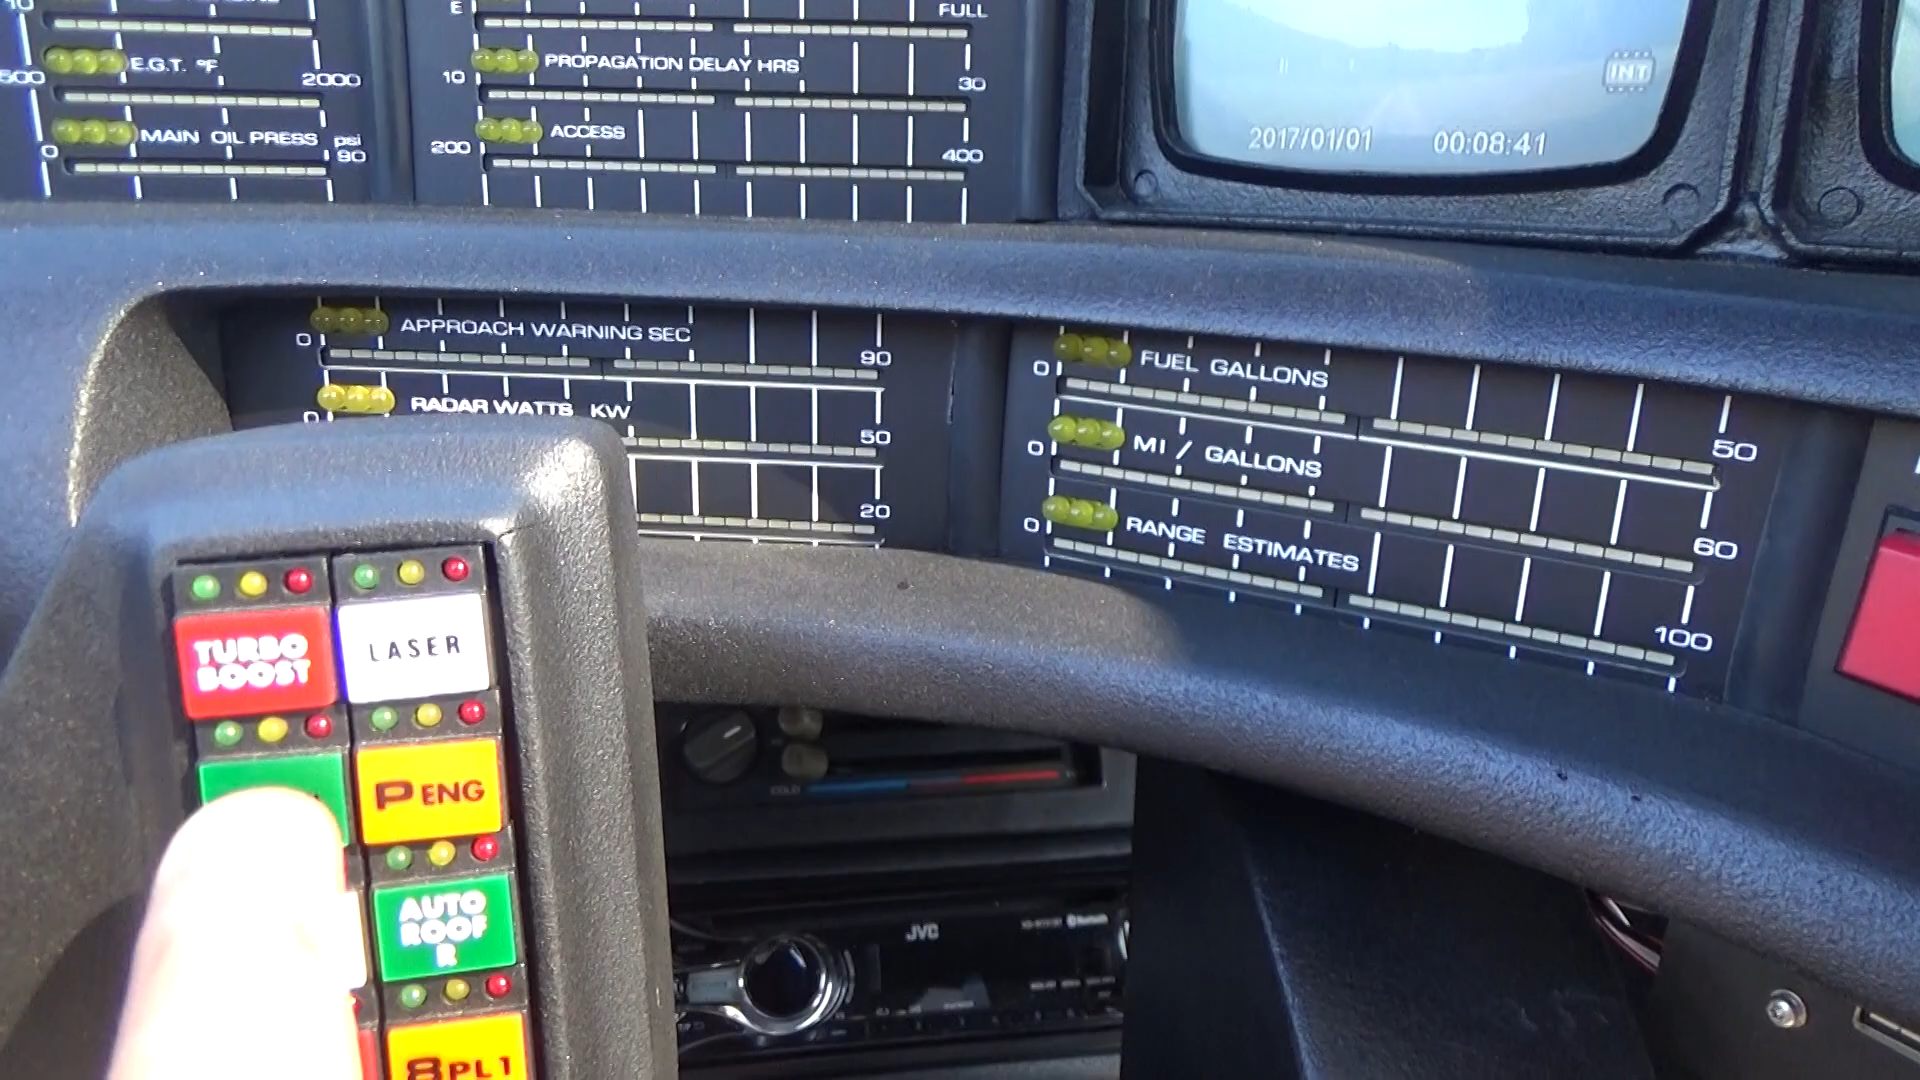 E
FULL
E.G.T. °F
500
2000
PROPAGATION DELAY HRS
10
30
MAIN OIL PRESS psi
0
90
ACCESS
200
400
INT
2017/01/01 00:08:41
APPROACH WARNING SEC
0
90
RADAR WATTS KW
0
50
20
FUEL GALLONS
0
50
MI / GALLONS
0
60
RANGE ESTIMATES
0
100
TURBO
BOOST
LASER
P ENG
AUTO
ROOF
R
8PL1
COLD
JVC
Bluetooth